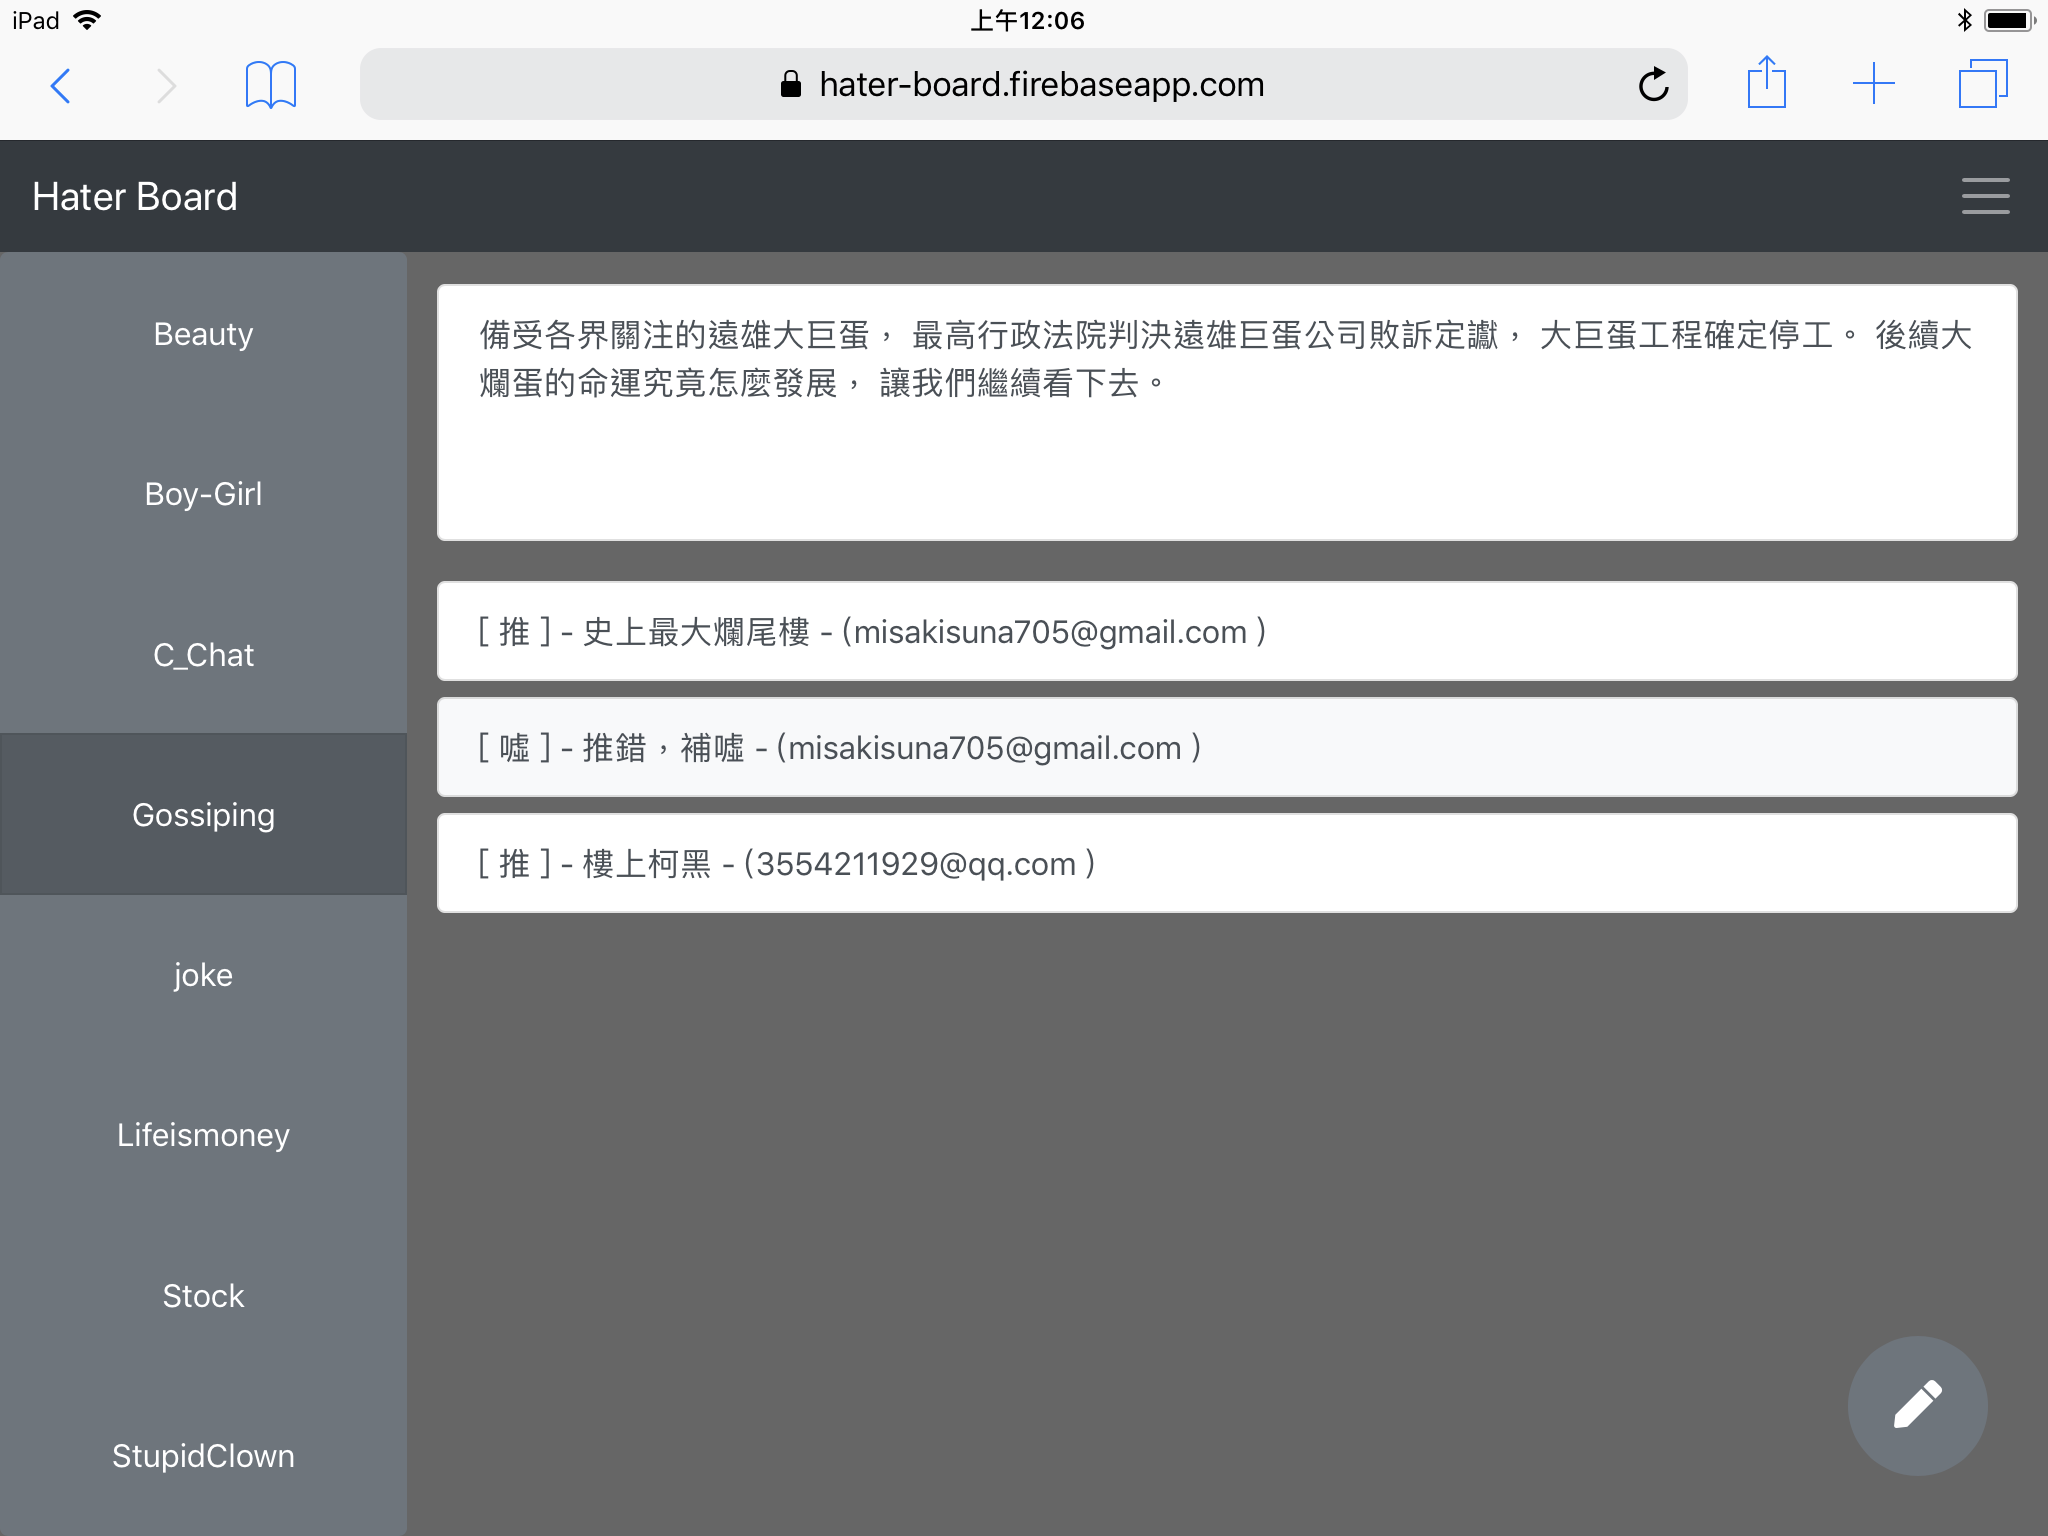 iPad
上午12:06
hater-board.firebaseapp.com
Hater Board
Beauty
Boy-Girl
C_Chat
Gossiping
joke
Lifeismoney
Stock
StupidClown
備受各界關注的遠雄大巨蛋， 最高行政法院判決遠雄巨蛋公司敗訴定讞， 大巨蛋工程確定停工。 後續大
爛蛋的命運究竟怎麼發展， 讓我們繼續看下去。
[ 推 ] - 史上最大爛尾樓 - (misakisuna705@gmail.com )
[ 噓 ] - 推錯，補噓 - (misakisuna705@gmail.com )
[ 推 ] - 樓上柯黑 - (3554211929@qq.com )